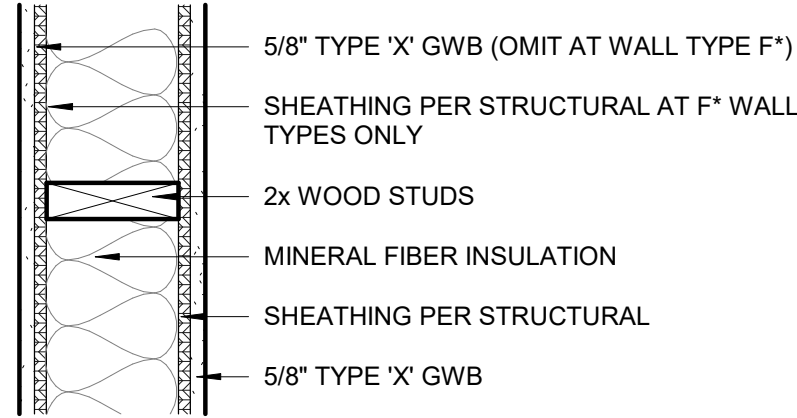 5/8" TYPE 'X' GWB (OMIT AT WALL TYPE F*)
SHEATHING PER STRUCTURAL AT F* WALL
TYPES ONLY
2x WOOD STUDS
MINERAL FIBER INSULATION
SHEATHING PER STRUCTURAL
5/8" TYPE 'X' GWB